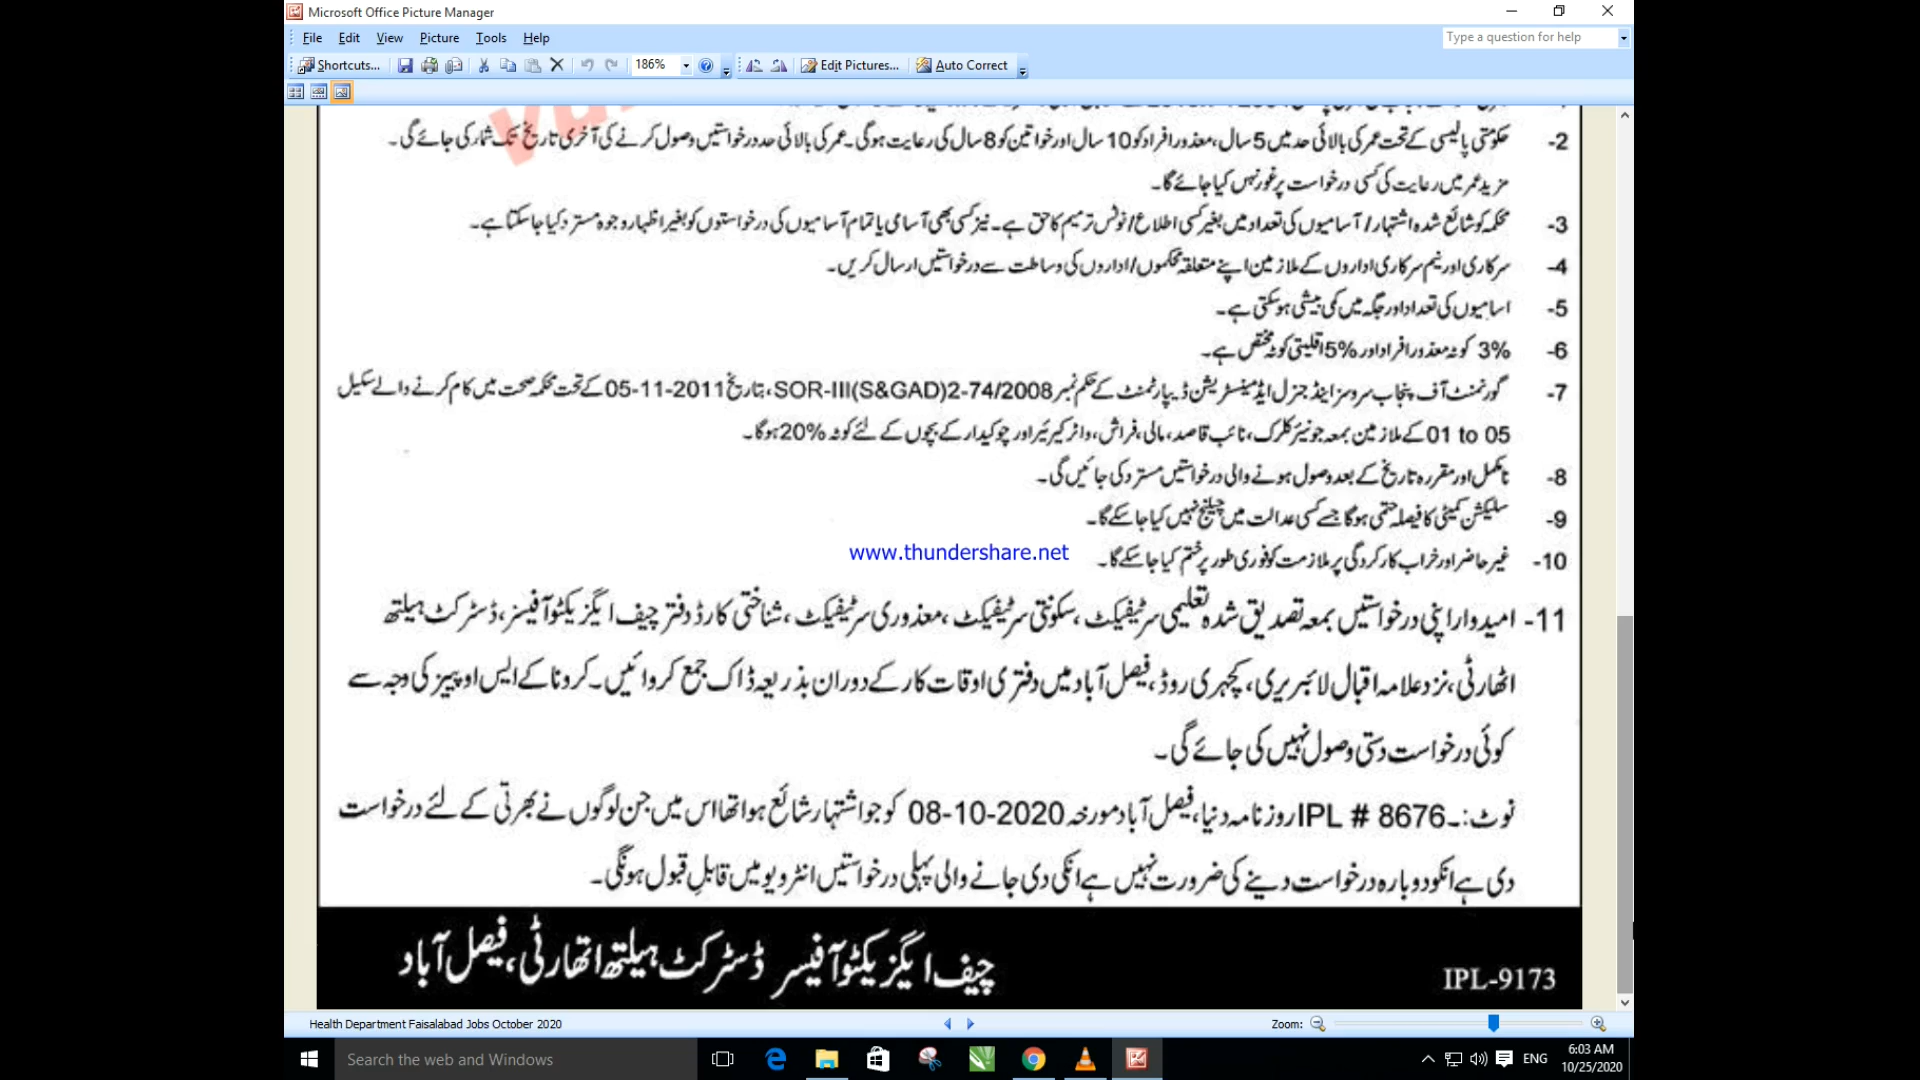 Microsoft Office Picture Manager
File Edit View Picture Tools Help
Type a question for help
Shortcuts... 186% Edit Pictures... Auto Correct
2- حکومتی پالیسی کے تحت عمر کی بالائی حد میں 5 سال، معذور افراد کو 10 سال اور خواتین کو 8 سال کی رعایت ہوگی۔ عمر کی بالائی حد درخواستیں وصول کرنے کی آخری تاریخ تک شمار کی جائے گی۔
مزید عمر میں رعایت کی کسی درخواست پر غور نہیں کیا جائے گا۔
3- محکمہ کو شائع شدہ اشتہار/ آسامیوں کی تعداد میں بغیر کسی اطلاع/ نوٹس ترمیم کا حق ہے۔ نیز کسی بھی آسامی یا تمام آسامیوں کی درخواستوں کو بغیر اظہار وجوہ مسترد کیا جا سکتا ہے۔
4- سرکاری اور نیم سرکاری اداروں کے ملازمین اپنے متعلقہ محکموں/ اداروں کی وساطت سے درخواستیں ارسال کریں۔
5- اسامیوں کی تعداد اور جگہ میں کمی بیشی ہو سکتی ہے۔
6- 3% کوٹہ معذور افراد اور 5% اقلیتی کوٹہ مختص ہے۔
7- گورنمنٹ آف پنجاب سروسز اینڈ جنرل ایڈمنسٹریشن ڈیپارٹمنٹ کے حکم نمبر SOR-III(S&GAD)2-74/2008، بتاریخ 05-11-2011 کے تحت محکمہ صحت میں کام کرنے والے سکیل
01 to 05 کے ملازمین بمعہ جونیئر کلرک، نائب قاصد، مالی، فراش، واٹر کیرئیر اور چوکیدار کے بچوں کے لئے کوٹہ 20% ہوگا۔
8- نامکمل اور مقررہ تاریخ کے بعد وصول ہونے والی درخواستیں مسترد کی جائیں گی۔
9- سلیکشن کمیٹی کا فیصلہ حتمی ہوگا جسے کسی عدالت میں چیلنج نہیں کیا جا سکے گا۔
10- غیر حاضر اور خراب کارکردگی پر ملازمت کو فوری طور پر ختم کیا جا سکے گا۔
www.thundershare.net
11- امیدوار اپنی درخواستیں بمعہ تصدیق شدہ تعلیمی سرٹیفکیٹ، سکونتی سرٹیفکیٹ، معذوری سرٹیفکیٹ، شناختی کارڈ دفتر چیف ایگزیکٹو آفیسر، ڈسٹرکٹ ہیلتھ
اتھارٹی، نزد علامہ اقبال لائبریری، کچہری روڈ، فیصل آباد میں دفتری اوقات کار کے دوران بذریعہ ڈاک جمع کروائیں۔ کرونا کے ایس او پیز کی وجہ سے
کوئی درخواست دستی وصول نہیں کی جائے گی۔
نوٹ:۔ IPL # 8676 روزنامہ دنیا، فیصل آباد مورخہ 08-10-2020 کو جو اشتہار شائع ہوا تھا اس میں جن لوگوں نے بھرتی کے لئے درخواست
دی ہے انکو دوبارہ درخواست دینے کی ضرورت نہیں ہے انکی دی جانے والی پہلی درخواستیں انٹرویو میں قابلِ قبول ہونگی۔
چیف ایگزیکٹو آفیسر ڈسٹرکٹ ہیلتھ اتھارٹی، فیصل آباد
IPL-9173
Health Department Faisalabad Jobs October 2020
Zoom:
Search the web and Windows
ENG
6:03 AM
10/25/2020